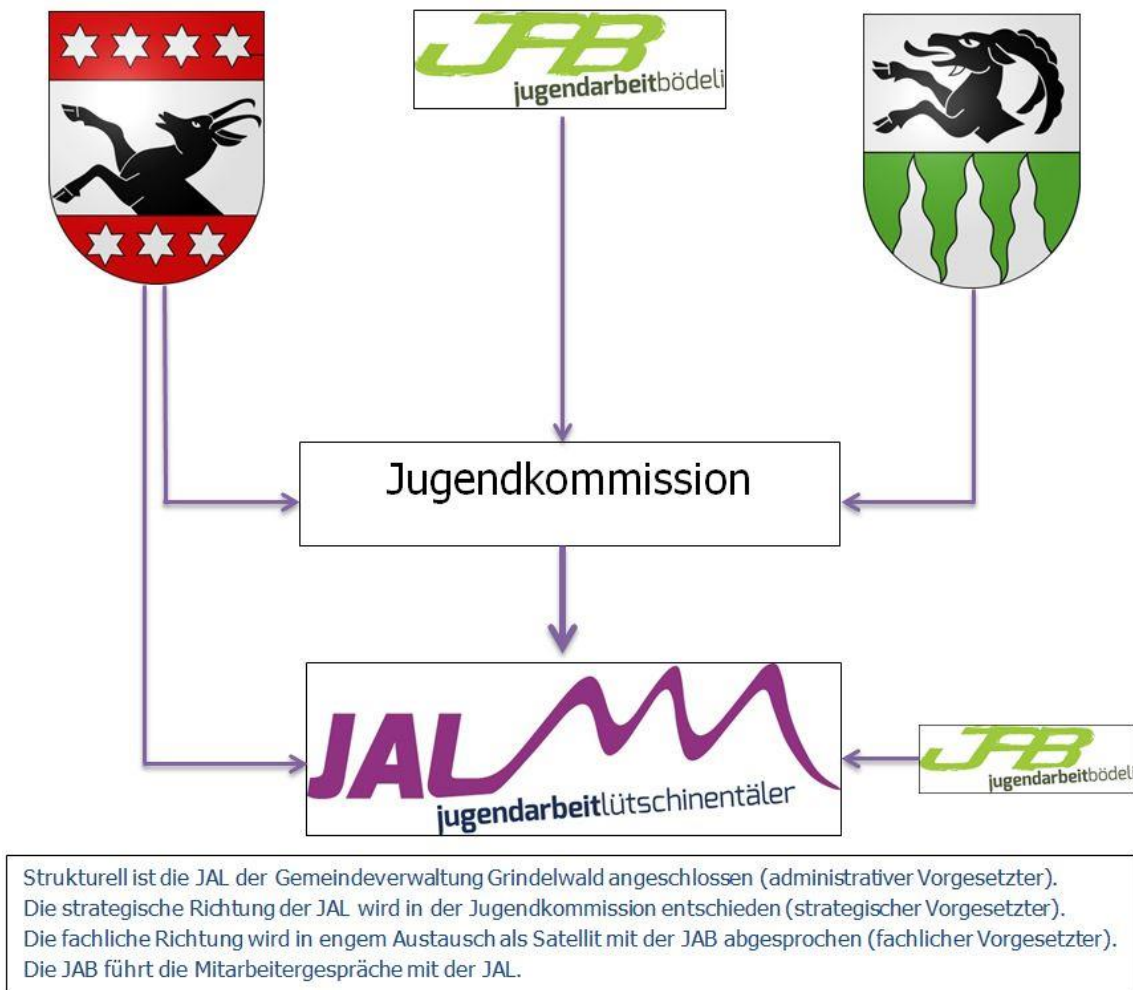 JAB
jugendarbeitbödeli
Jugendkommission
JAL
jugendarbeitlütschinentäler
JAB
jugendarbeitbödeli
Strukturell ist die JAL der Gemeindeverwaltung Grindelwald angeschlossen (administrativer Vorgesetzter).
Die strategische Richtung der JAL wird in der Jugendkommission entschieden (strategischer Vorgesetzter).
Die fachliche Richtung wird in engem Austausch als Satellit mit der JAB abgesprochen (fachlicher Vorgesetzter).
Die JAB führt die Mitarbeitergespräche mit der JAL.